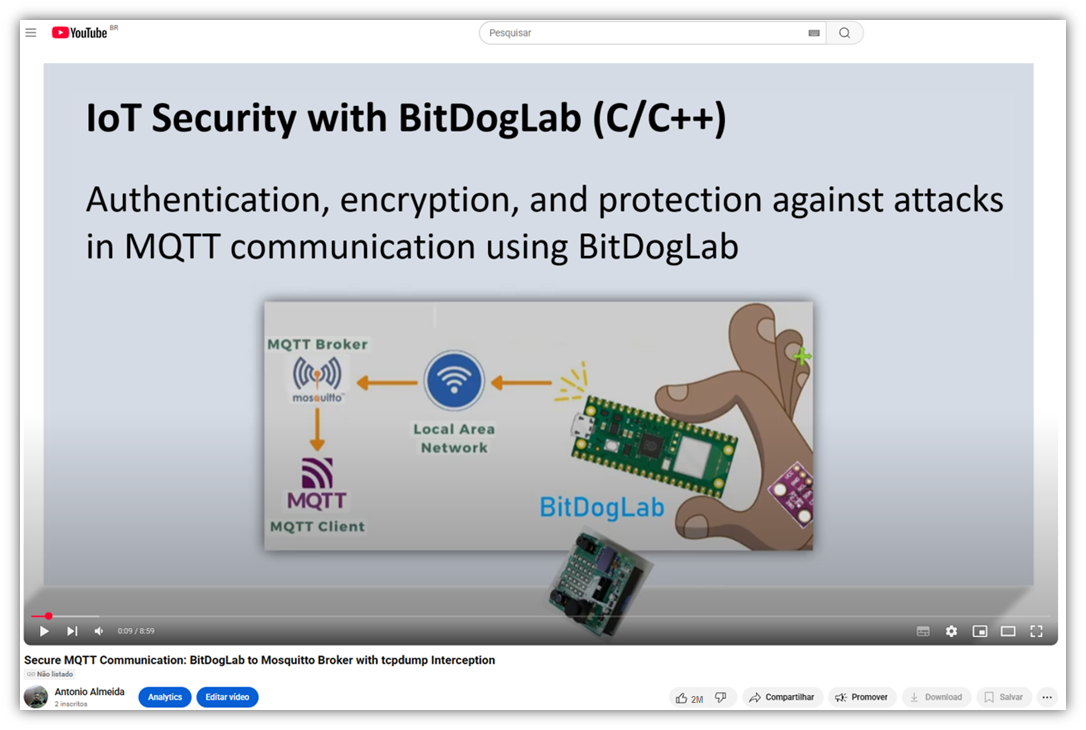 YouTube BR
Pesquisar
IoT Security with BitDogLab (C/C++)
Authentication, encryption, and protection against attacks
in MQTT communication using BitDogLab
MQTT Broker
mosquitto
Local Area
Network
MQTT
MQTT Client
BitDogLab
0:09 / 8:59
Secure MQTT Communication: BitDogLab to Mosquitto Broker with tcpdump Interception
Não listado
Antonio Almeida
2 inscritos
Analytics
Editar vídeo
2M
Compartilhar
Promover
Download
Salvar